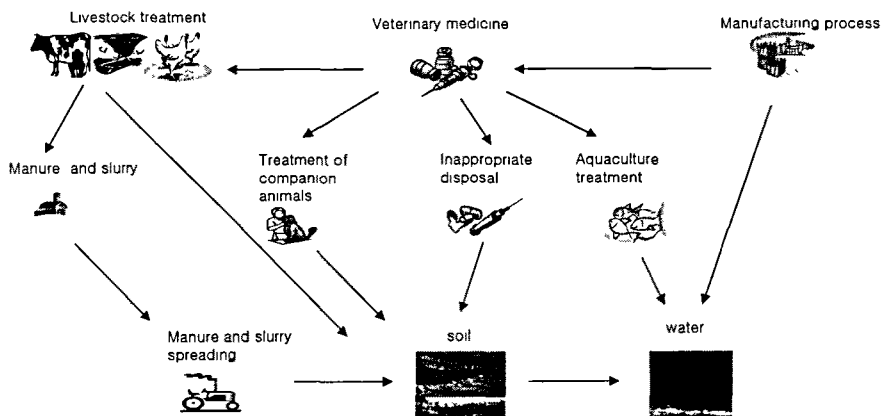 Livestock treatment
Veterinary medicine
Manufacturing process
Manure and slurry
Treatment of
companion
animals
Inappropriate
disposal
Aquaculture
treatment
Manure and slurry
spreading
soil
water